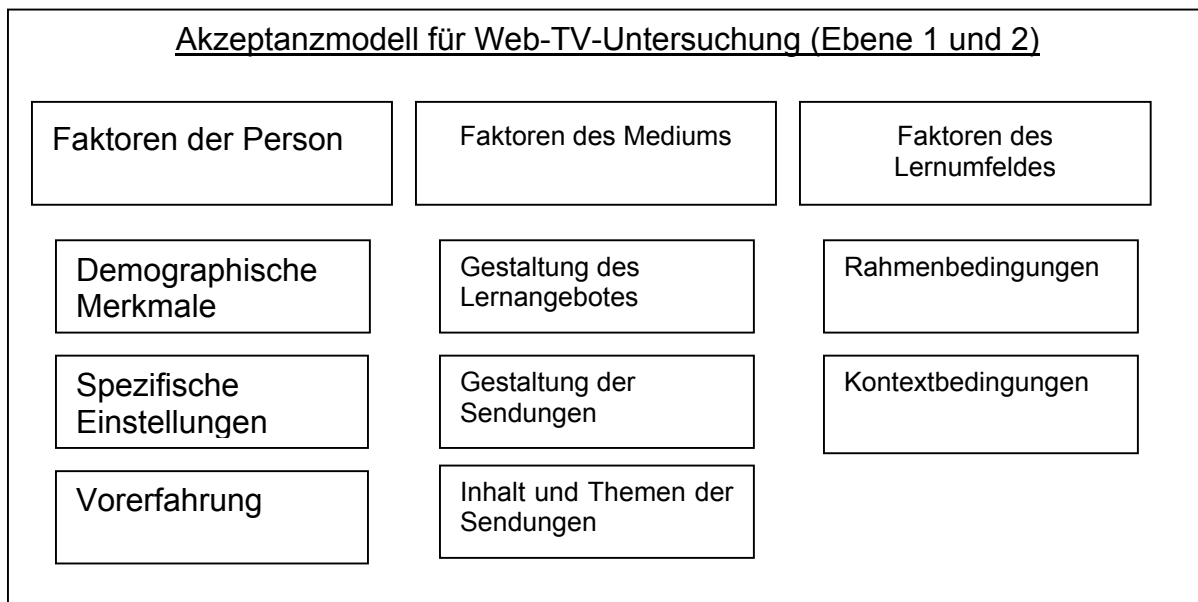 Akzeptanzmodell für Web-TV-Untersuchung (Ebene 1 und 2)
Faktoren der Person
Faktoren des Mediums
Faktoren des
Lernumfeldes
Demographische
Merkmale
Gestaltung des
Lernangebotes
Rahmenbedingungen
Spezifische
Einstellungen
Gestaltung der
Sendungen
Kontextbedingungen
Vorerfahrung
Inhalt und Themen der
Sendungen